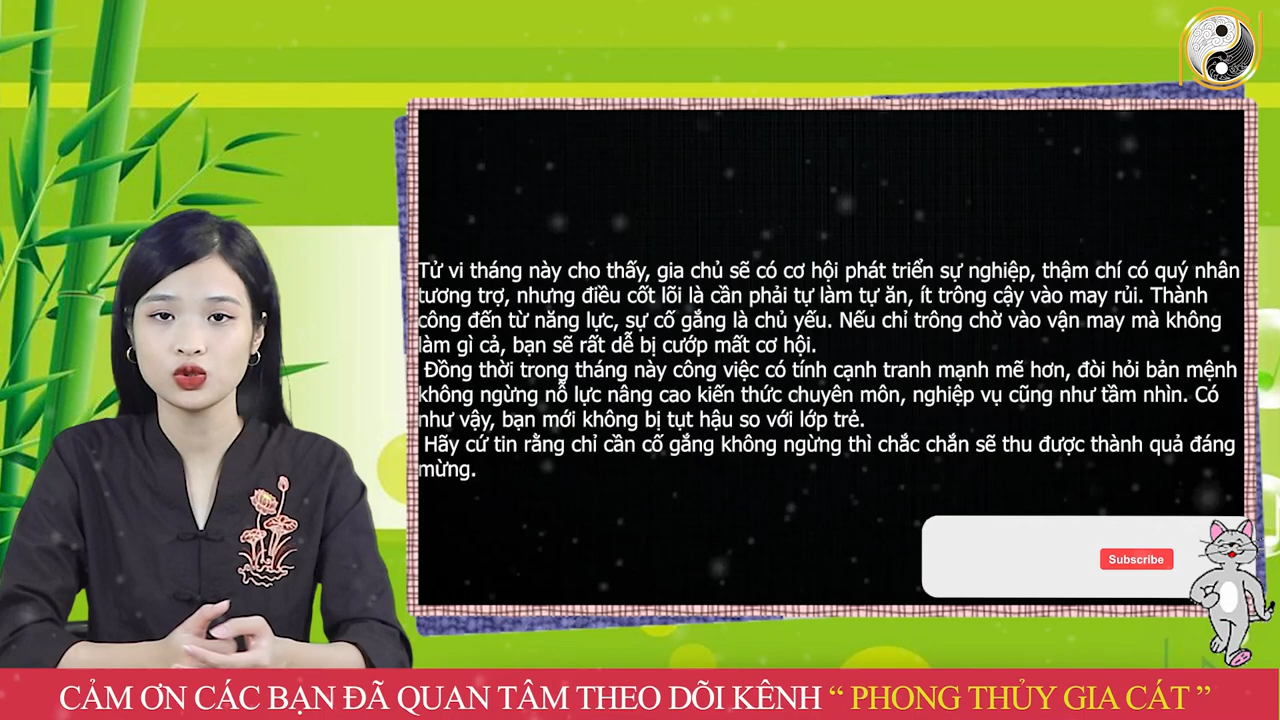 Tử vi tháng này cho thấy, gia chủ sẽ có cơ hội phát triển sự nghiệp, thậm chí có quý nhân
tương trợ, nhưng điều cốt lõi là cần phải tự làm tự ăn, ít trông cậy vào may rủi. Thành
công đến từ năng lực, sự cố gắng là chủ yếu. Nếu chỉ trông chờ vào vận may mà không
làm gì cả, bạn sẽ rất dễ bị cướp mất cơ hội.
Đồng thời trong tháng này công việc có tính cạnh tranh mạnh mẽ hơn, đòi hỏi bản mệnh
không ngừng nỗ lực nâng cao kiến thức chuyên môn, nghiệp vụ cũng như tầm nhìn. Có
như vậy, bạn mới không bị tụt hậu so với lớp trẻ.
Hãy cứ tin rằng chỉ cần cố gắng không ngừng thì chắc chắn sẽ thu được thành quả đáng
mừng.
Subscribe
CẢM ƠN CÁC BẠN ĐÃ QUAN TÂM THEO DÕI KÊNH “ PHONG THỦY GIA CÁT ”